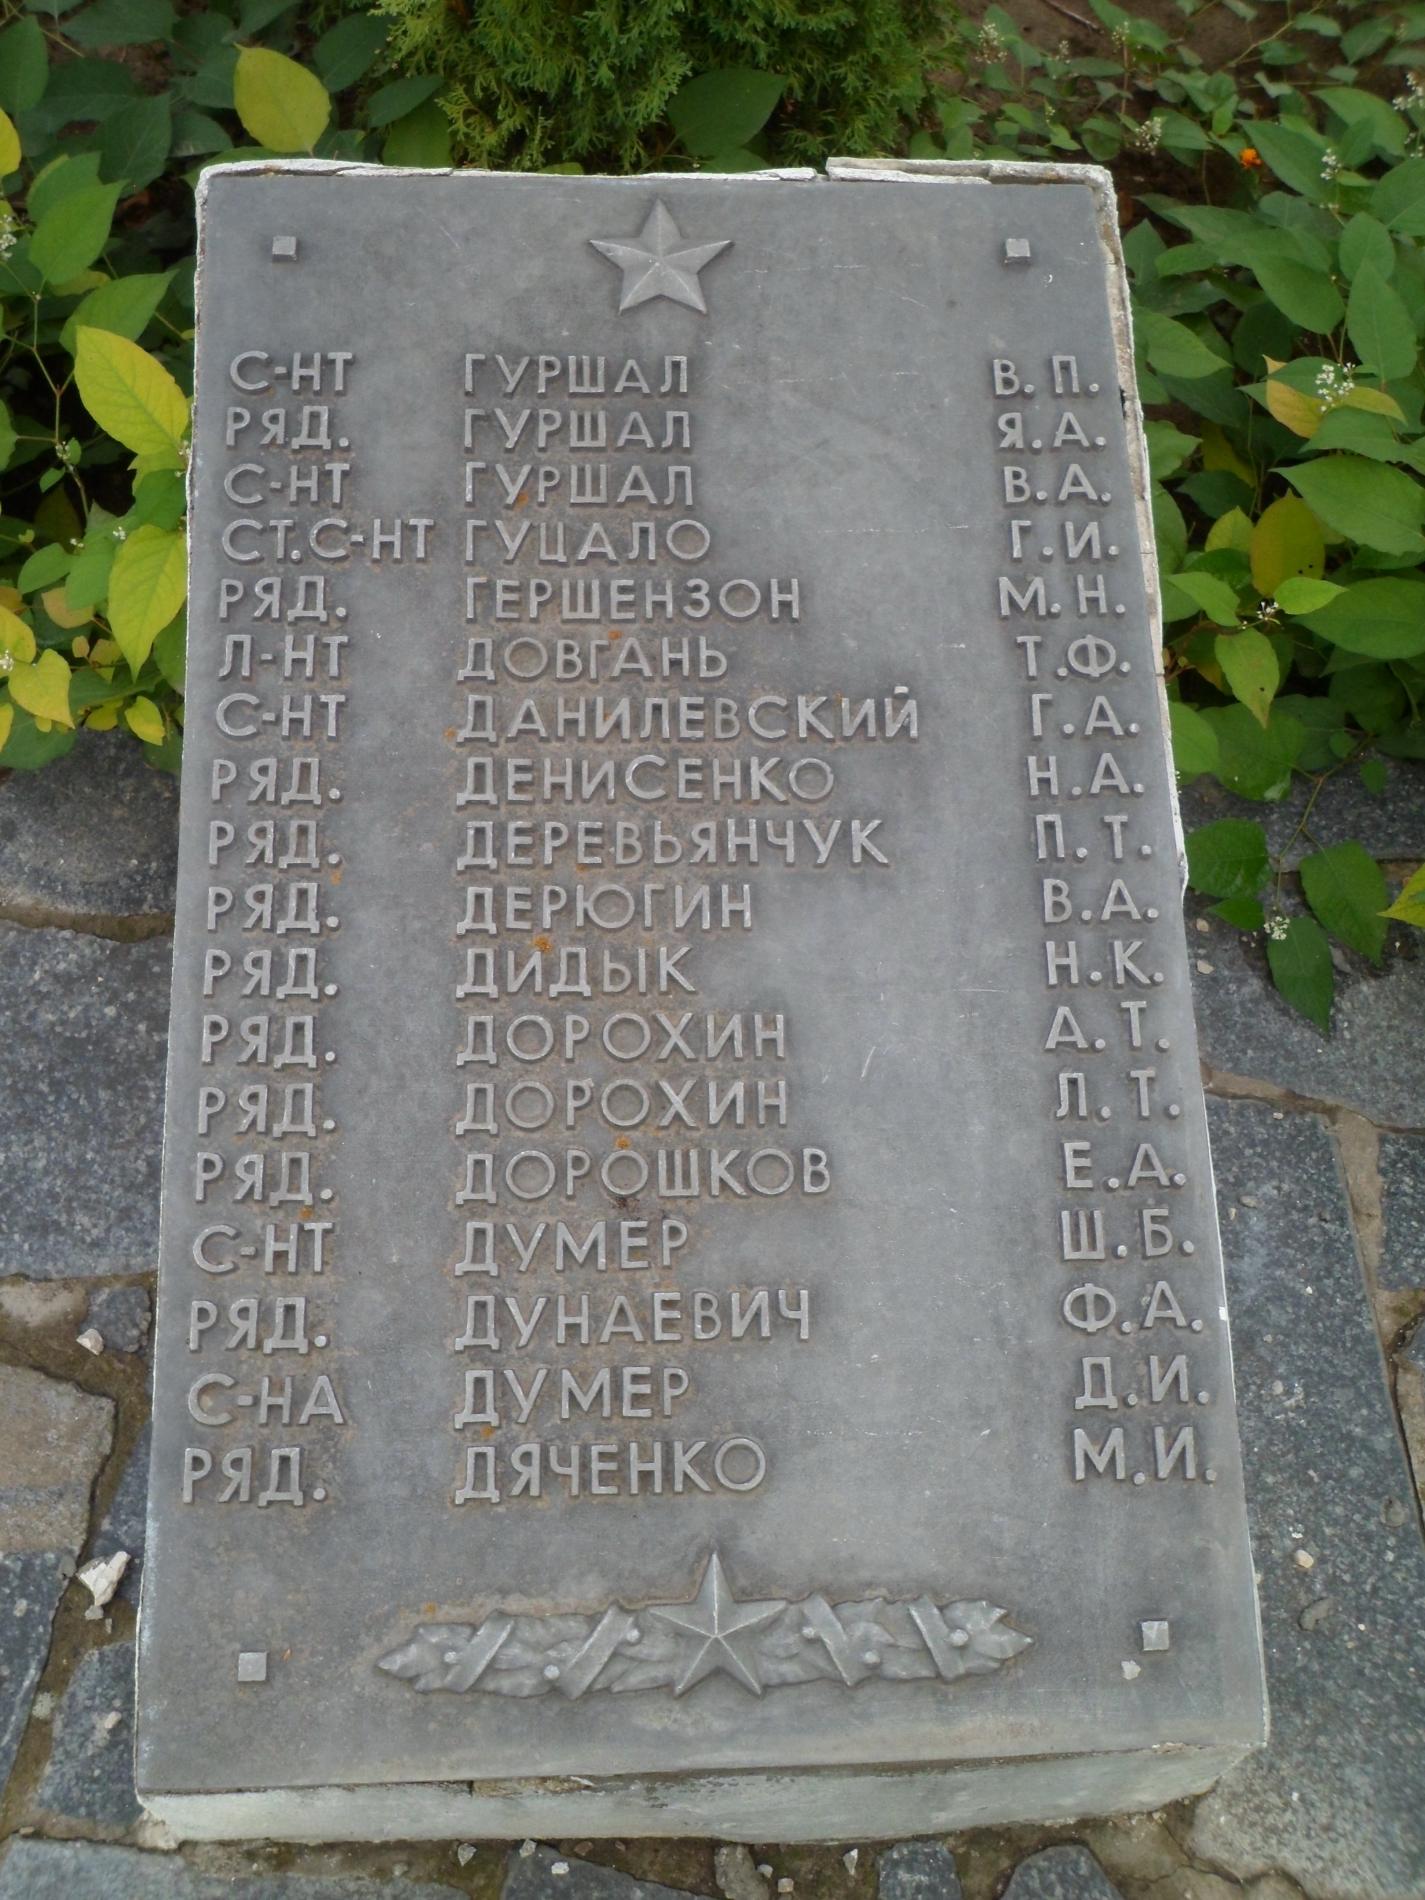 С-НТ ГУРШАЛ В. П.
РЯД. ГУРШАЛ Я.А.
С-НТ ГУРШАЛ В.А.
СТ.С-НТ ГУЦАЛО Г.И.
РЯД. ГЕРШЕНЗОН М.Н.
Л-НТ ДОВГАНЬ Т.Ф.
С-НТ ДАНИЛЕВСКИЙ Г.А.
РЯД. ДЕНИСЕНКО Н.А.
РЯД. ДЕРЕВЬЯНЧУК П.Т.
РЯД. ДЕРЮГИН В.А.
РЯД. ДИДЫК Н.К.
РЯД. ДОРОХИН А.Т.
РЯД. ДОРОХИН Л.Т.
РЯД. ДОРОШКОВ Е.А.
С-НТ ДУМЕР Ш.Б.
РЯД. ДУНАЕВИЧ Ф.А.
С-НА ДУМЕР Д.И.
РЯД. ДЯЧЕНКО М.И.